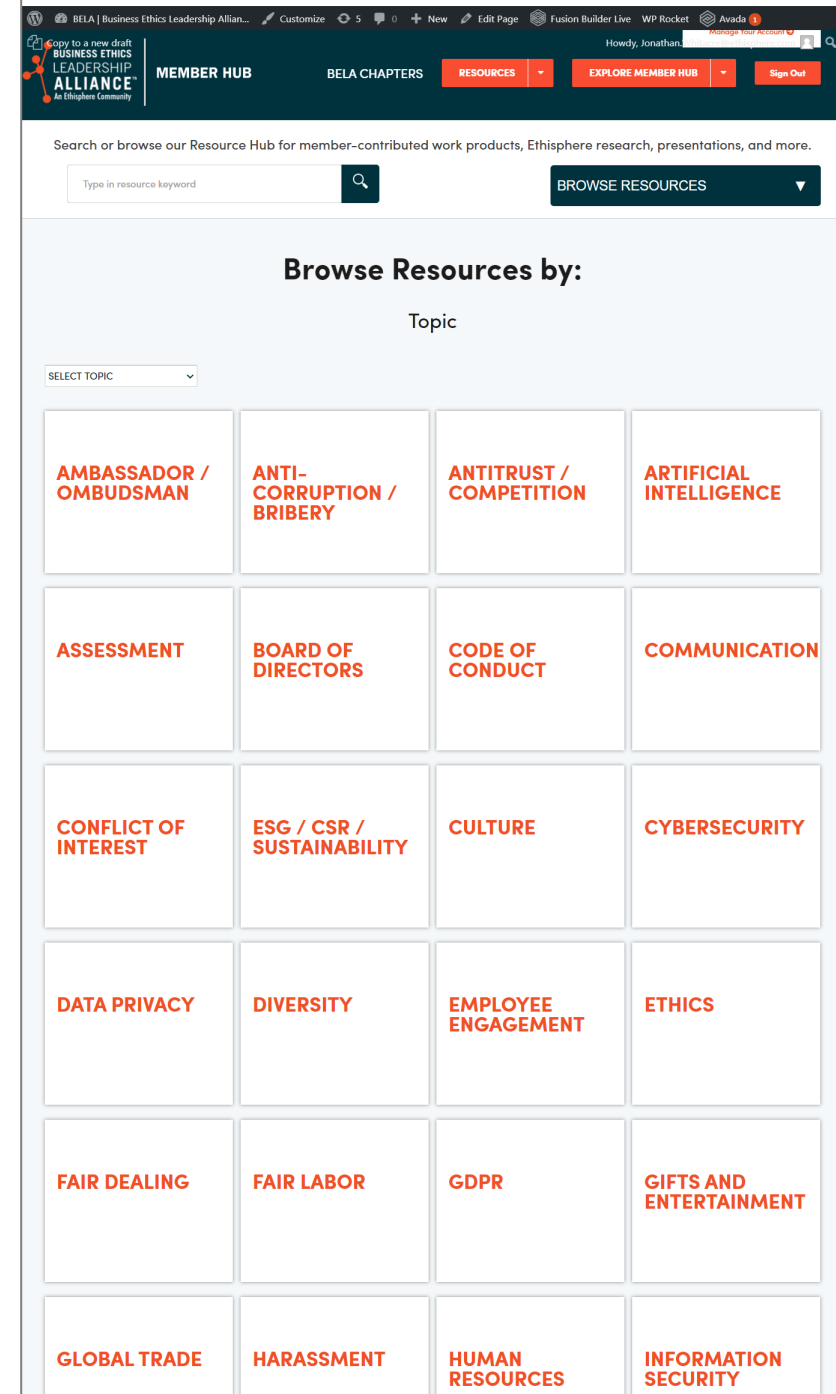 BELA | Business Ethics Leadership Allian... Customize 5 0 New Edit Page Fusion Builder Live WP Rocket Avada 1
Copy to a new draft
Howdy, Jonathan.
Manage Your Account
BUSINESS ETHICS
LEADERSHIP
ALLIANCE™
An Ethisphere Community
MEMBER HUB
BELA CHAPTERS
RESOURCES
EXPLORE MEMBER HUB
Sign Out
Search or browse our Resource Hub for member-contributed work products, Ethisphere research, presentations, and more.
Type in resource keyword
BROWSE RESOURCES ▼
Browse Resources by:
Topic
SELECT TOPIC
AMBASSADOR /
OMBUDSMAN
ANTI-
CORRUPTION /
BRIBERY
ANTITRUST /
COMPETITION
ARTIFICIAL
INTELLIGENCE
ASSESSMENT
BOARD OF
DIRECTORS
CODE OF
CONDUCT
COMMUNICATION
CONFLICT OF
INTEREST
ESG / CSR /
SUSTAINABILITY
CULTURE
CYBERSECURITY
DATA PRIVACY
DIVERSITY
EMPLOYEE
ENGAGEMENT
ETHICS
FAIR DEALING
FAIR LABOR
GDPR
GIFTS AND
ENTERTAINMENT
GLOBAL TRADE
HARASSMENT
HUMAN
RESOURCES
INFORMATION
SECURITY